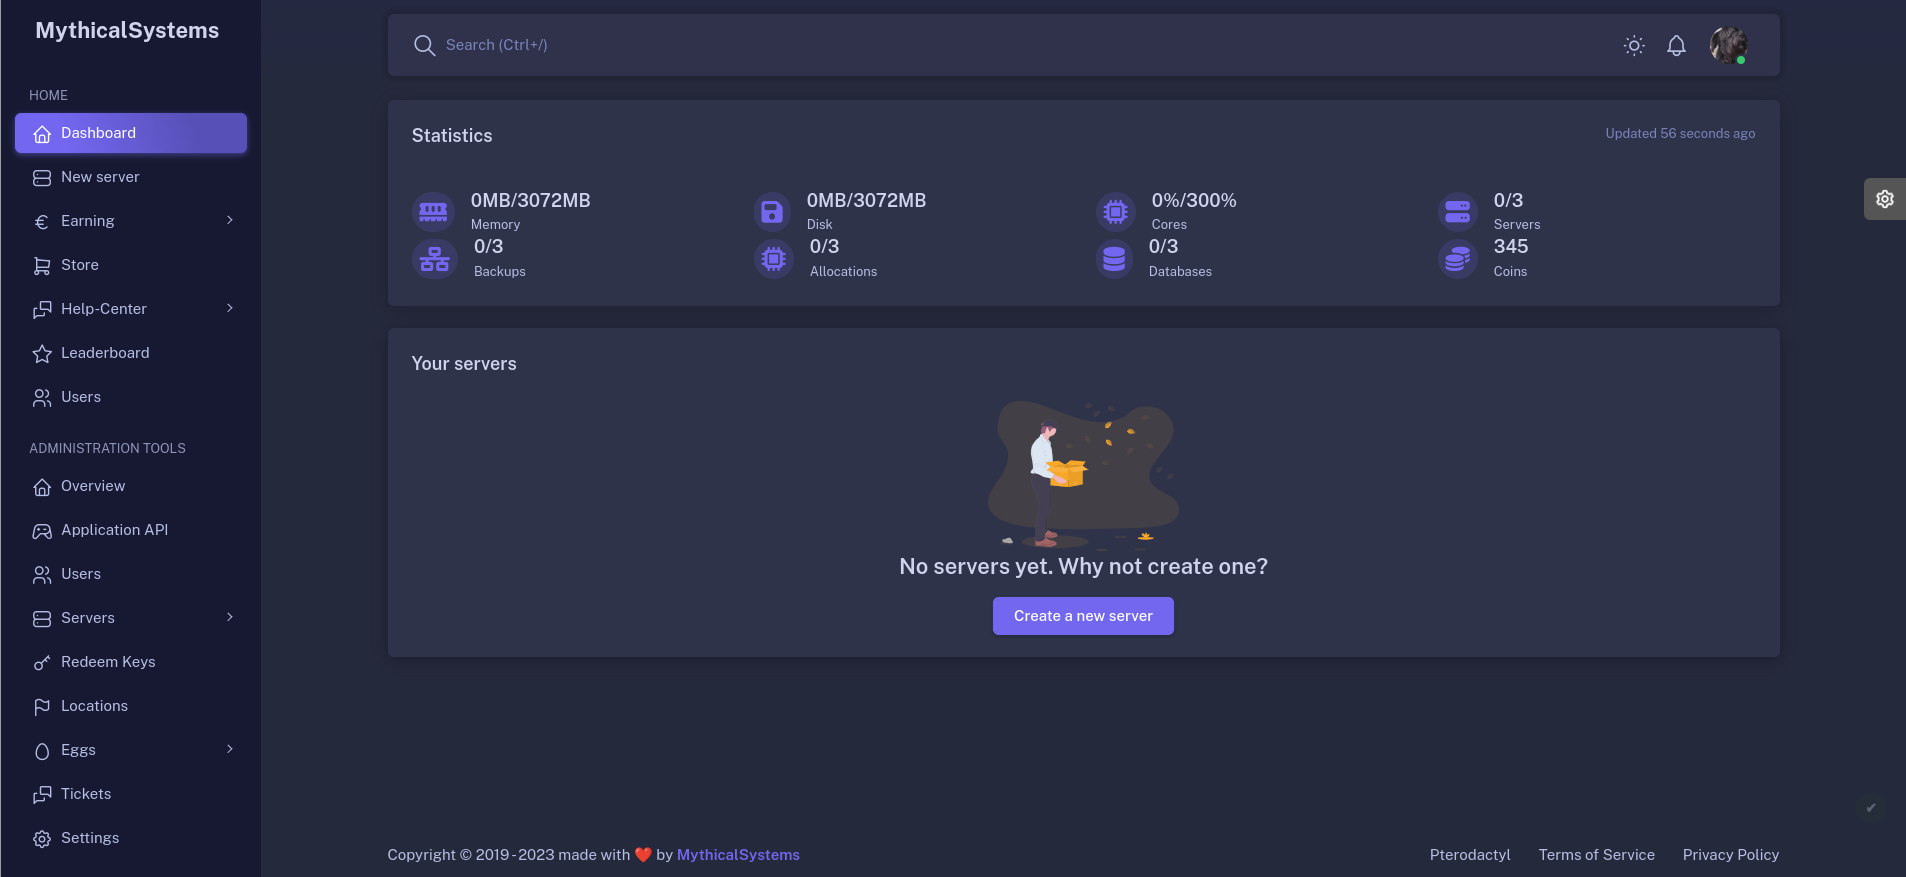 MythicalSystems
HOME
Dashboard
New server
Earning
Store
Help-Center
Leaderboard
Users
ADMINISTRATION TOOLS
Overview
Application API
Users
Servers
Redeem Keys
Locations
Eggs
Tickets
Settings
Search (Ctrl+/)
Statistics
Updated 56 seconds ago
0MB/3072MB
Memory
0MB/3072MB
Disk
0%/300%
Cores
0/3
Servers
0/3
Backups
0/3
Allocations
0/3
Databases
345
Coins
Your servers
No servers yet. Why not create one?
Create a new server
Copyright © 2019-2023 made with ❤️ by MythicalSystems
Pterodactyl
Terms of Service
Privacy Policy